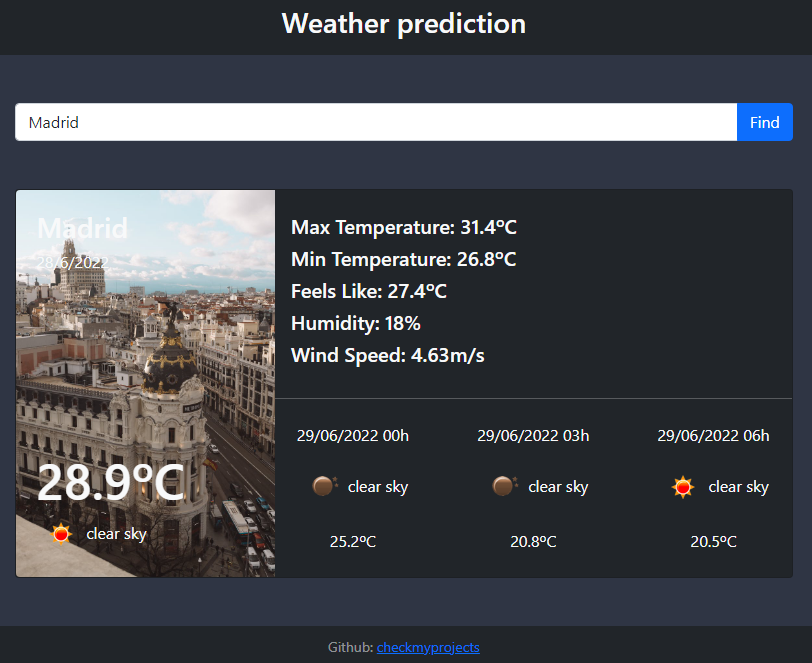 Weather prediction
Madrid
Find
Madrid
28/6/2022
28.9ºC
clear sky
Max Temperature: 31.4ºC
Min Temperature: 26.8ºC
Feels Like: 27.4ºC
Humidity: 18%
Wind Speed: 4.63m/s
29/06/2022 00h
clear sky
25.2ºC
29/06/2022 03h
clear sky
20.8ºC
29/06/2022 06h
clear sky
20.5ºC
Github: checkmyprojects